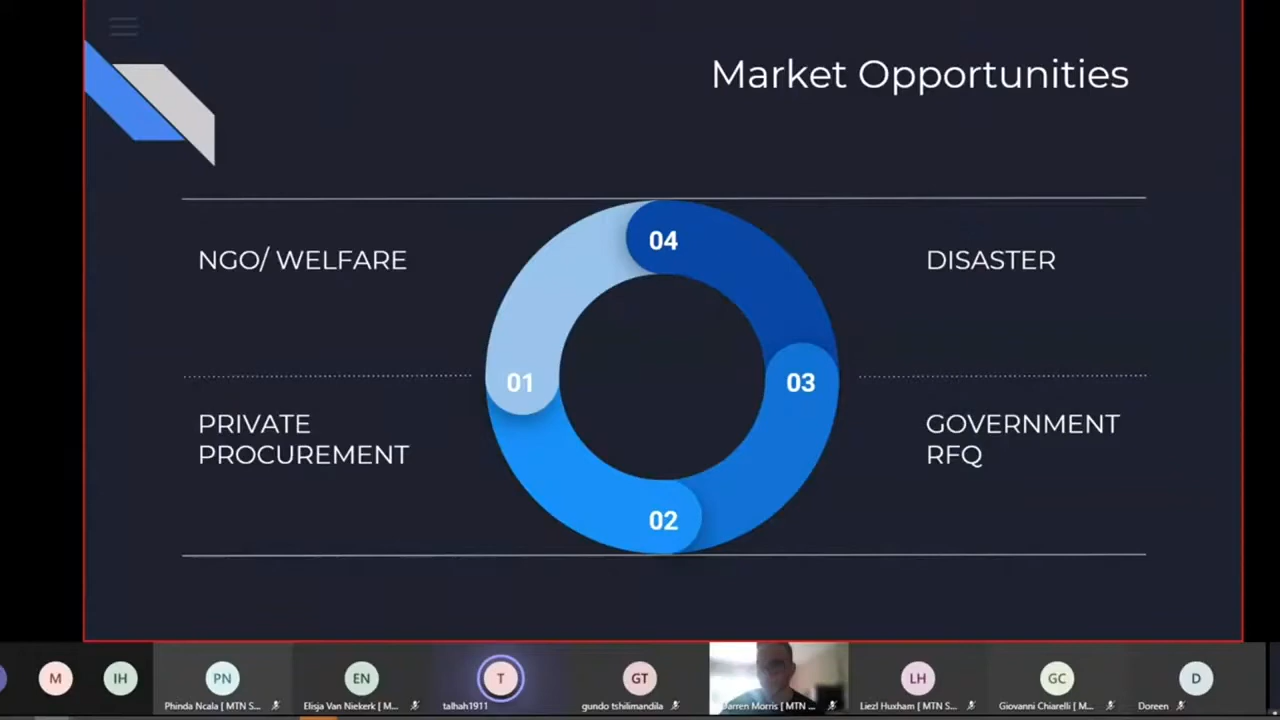 Market Opportunities
NGO/ WELFARE
DISASTER
PRIVATE
PROCUREMENT
GOVERNMENT
RFQ
04
01
03
02
M
IH
PN
Phinda Ncala [ MTN S...
EN
Elisja Van Niekerk [ M...
T
talhah1911
GT
gundo tshilimandila
Darren Morris [ MTN ...
LH
Liezl Huxham [ MTN S...
GC
Giovanni Chiarelli [ M...
D
Doreen